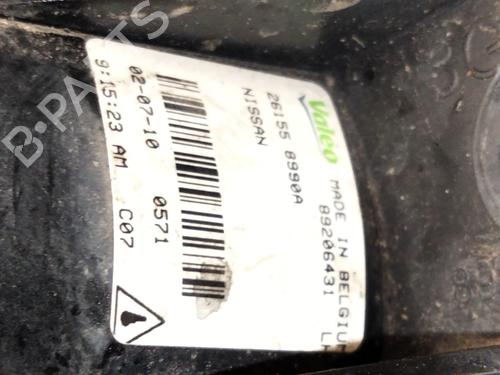 Valeo MADE IN BELGIUM
89206431 LH
26155 8990A
NISSAN
02-07-10 0571
9:15:23 AM C07
B-PARTS